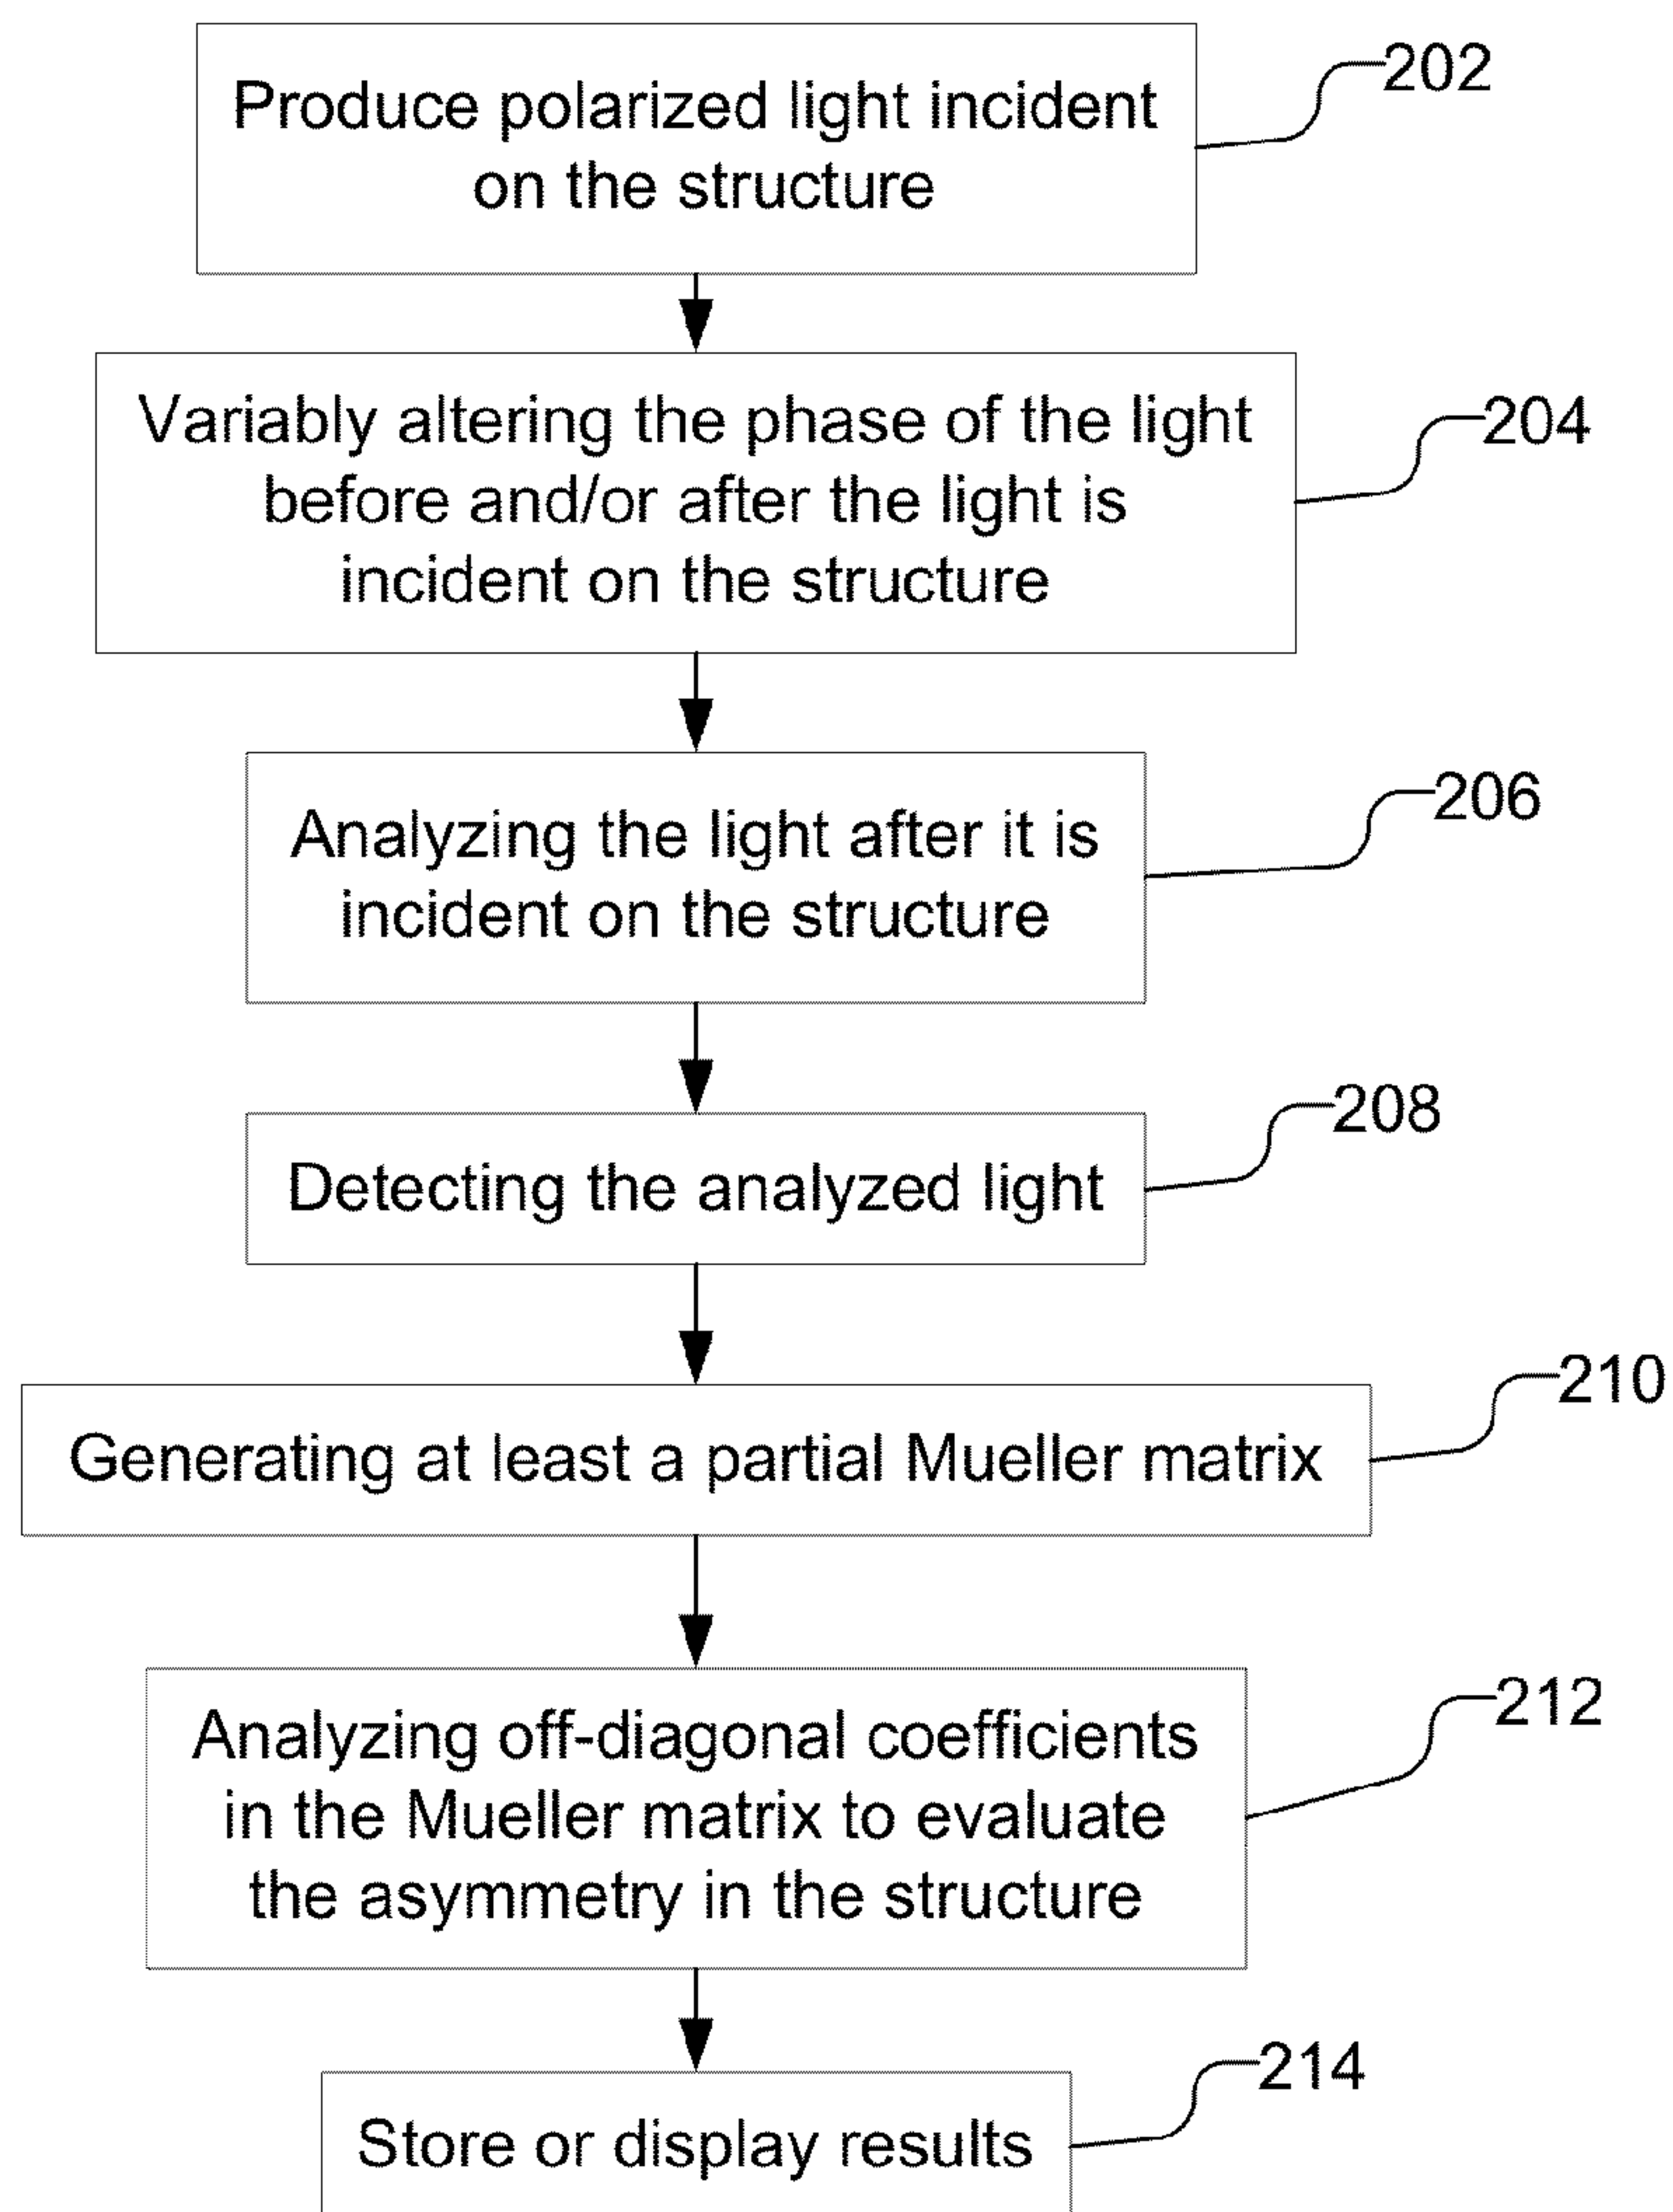 Produce polarized light incident
on the structure
202
Variably altering the phase of the light
before and/or after the light is
incident on the structure
204
Analyzing the light after it is
incident on the structure
206
Detecting the analyzed light
208
Generating at least a partial Mueller matrix
210
Analyzing off-diagonal coefficients
in the Mueller matrix to evaluate
the asymmetry in the structure
212
Store or display results
214